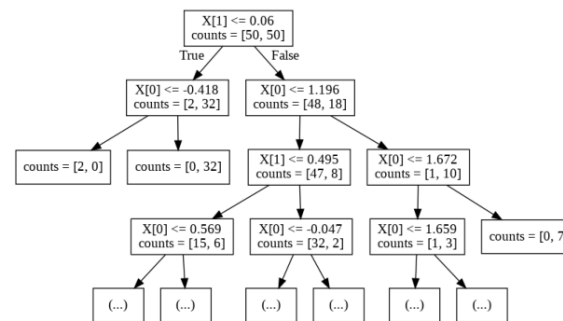 X[1] <= 0.06
counts = [50, 50]
True
False
X[0] <= -0.418
counts = [2, 32]
X[0] <= 1.196
counts = [48, 18]
counts = [2, 0]
counts = [0, 32]
X[1] <= 0.495
counts = [47, 8]
X[0] <= 1.672
counts = [1, 10]
X[0] <= 0.569
counts = [15, 6]
X[0] <= -0.047
counts = [32, 2]
X[0] <= 1.659
counts = [1, 3]
counts = [0, 7
(...)
(...)
(...)
(...)
(...)
(...)